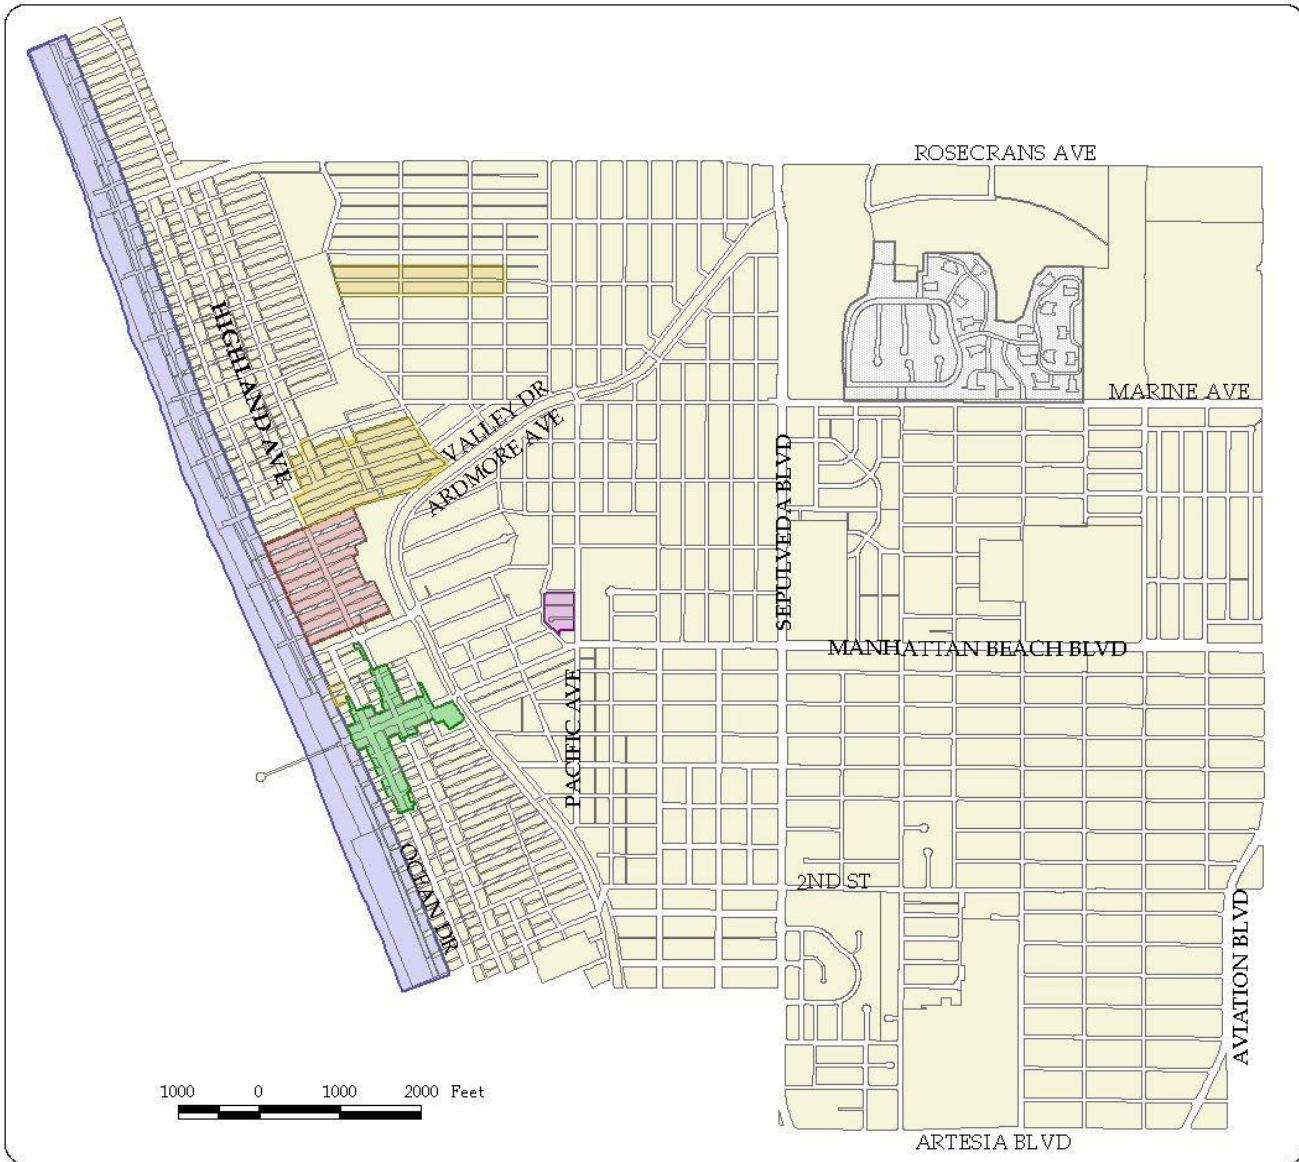 ROSECRANS AVE
HIGHLAND AVE
MARINE AVE
VALLEY DR
ARDMORE AVE
SEPULVEDA BLVD
MANHATTAN BEACH BLVD
PACIFIC AVE
OCEAN DR
2ND ST
AVIATION BLVD
1000 0 1000 2000 Feet
ARTESIA BLVD